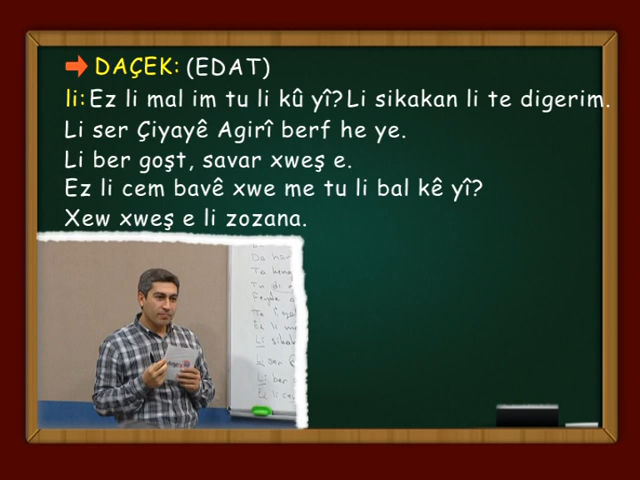 DAÇEK: (EDAT)
li: Ez li mal im tu li kû yî? Li sikakan li te digerim.
Li ser Çiyayê Agirî berf he ye.
Li ber goşt, savar xweş e.
Ez li cem bavê xwe me tu li bal kê yî?
Xew xweş e li zozana.